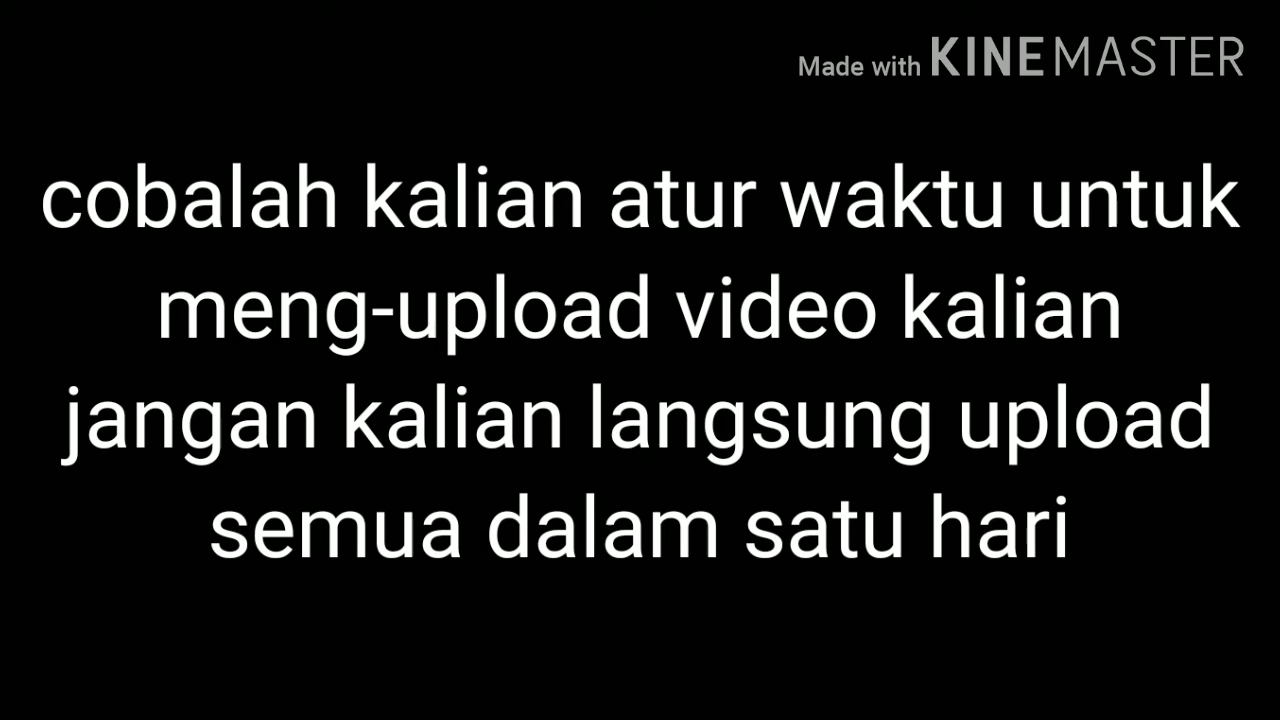 Made with KINEMASTER
cobalah kalian atur waktu untuk
meng-upload video kalian
jangan kalian langsung upload
semua dalam satu hari